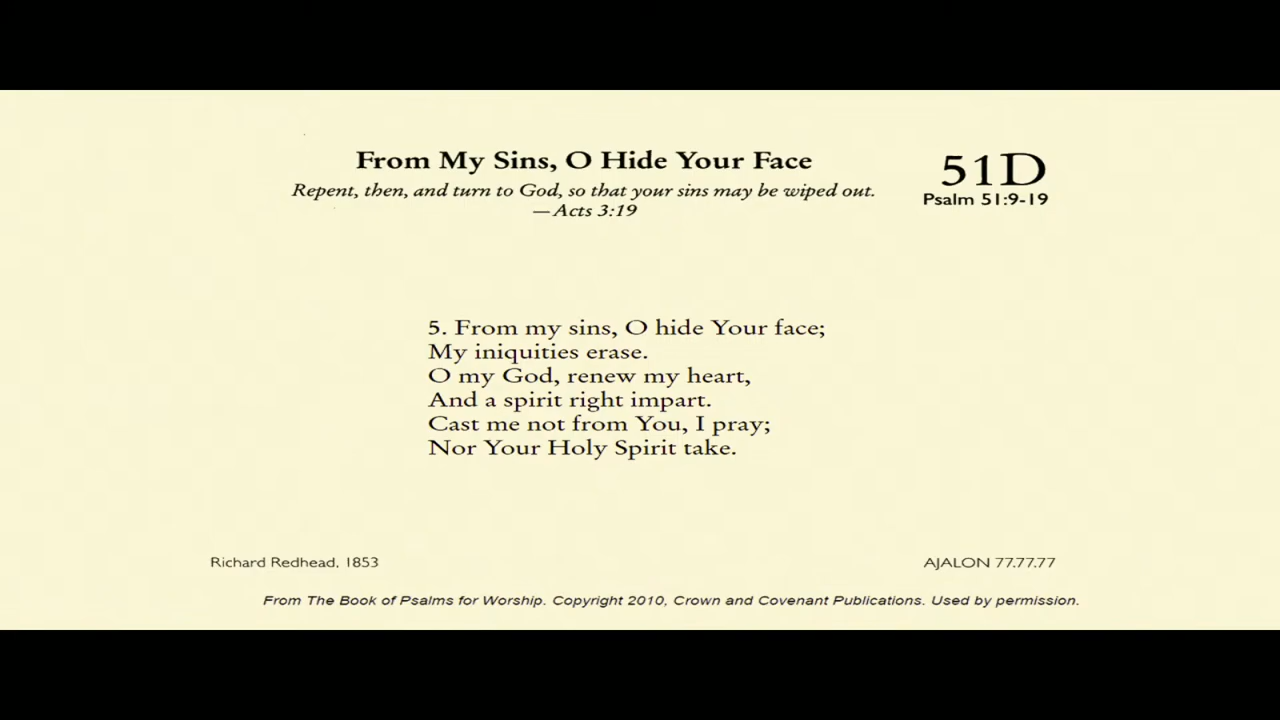 From My Sins, O Hide Your Face
51D
Repent, then, and turn to God, so that your sins may be wiped out.
Psalm 51:9-19
—Acts 3:19
5. From my sins, O hide Your face;
My iniquities erase.
O my God, renew my heart,
And a spirit right impart.
Cast me not from You, I pray;
Nor Your Holy Spirit take.
Richard Redhead, 1853
AJALON 77.77.77
From The Book of Psalms for Worship. Copyright 2010, Crown and Covenant Publications. Used by permission.